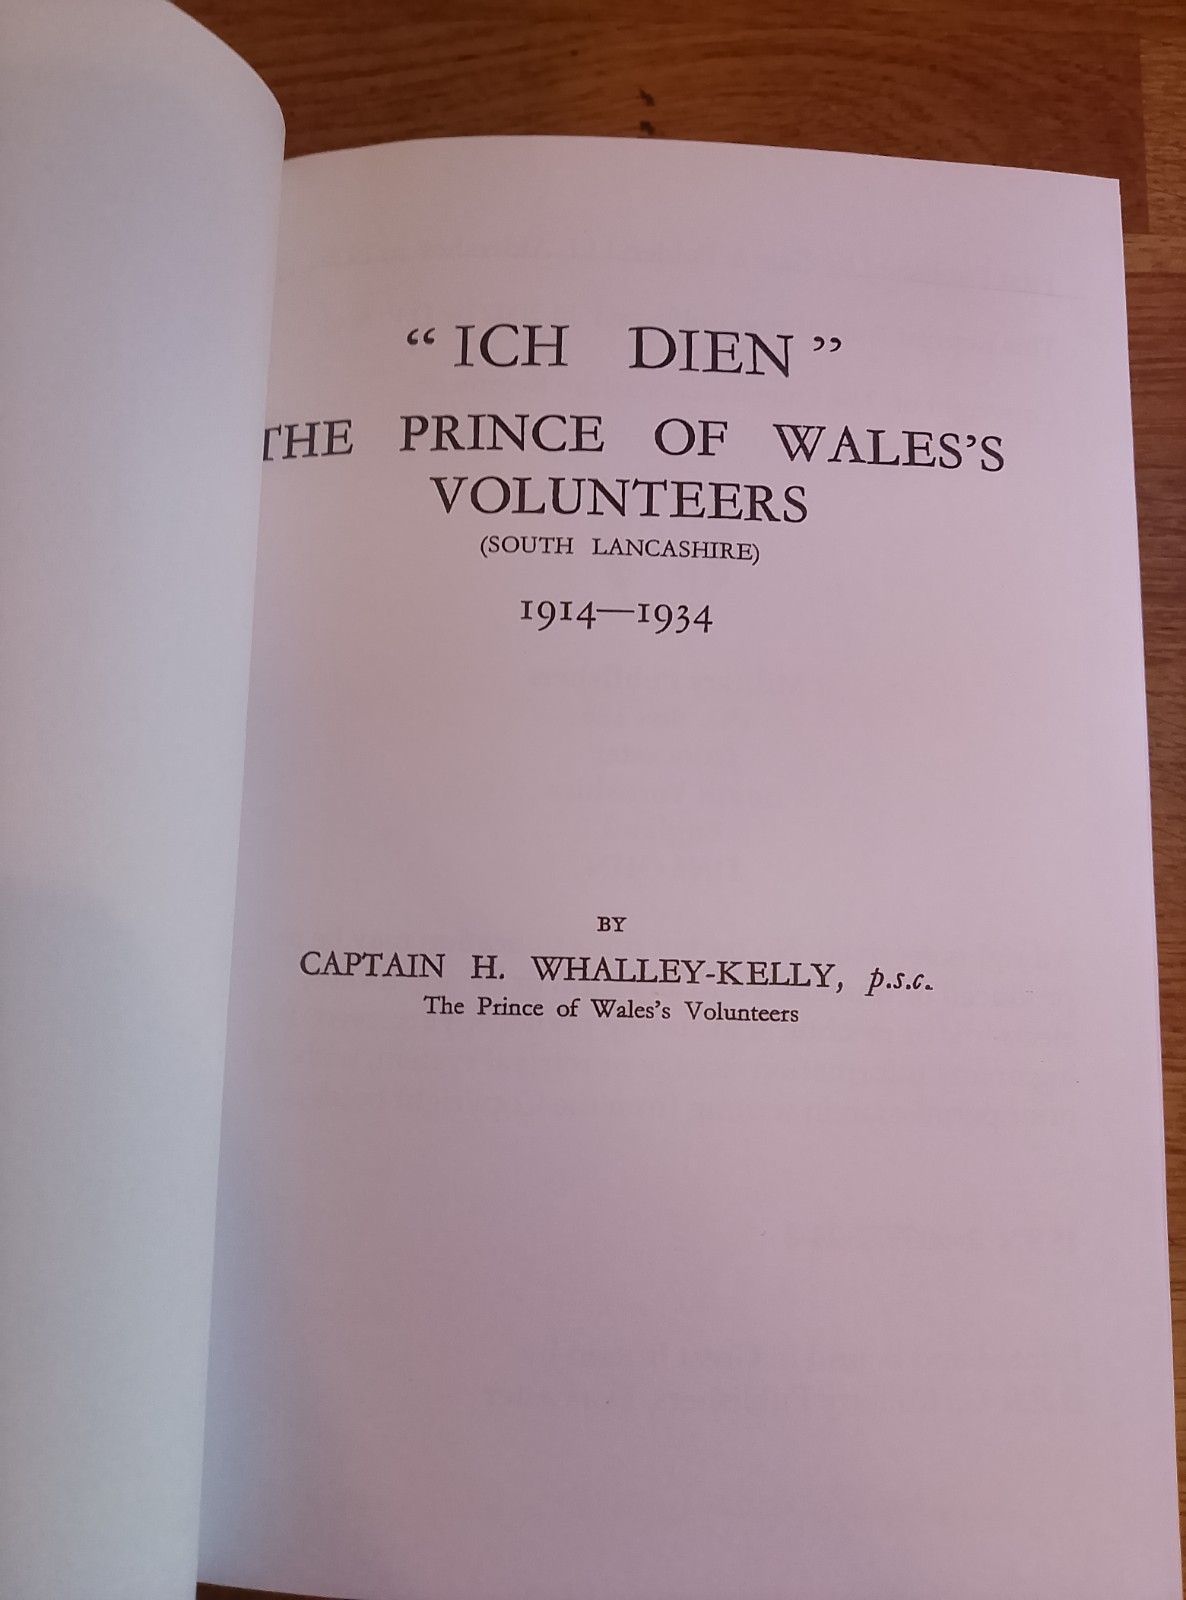 “ ICH DIEN ”
THE PRINCE OF WALES’S
VOLUNTEERS
(SOUTH LANCASHIRE)
1914—1934
BY
CAPTAIN H. WHALLEY-KELLY, p.s.c.
The Prince of Wales’s Volunteers